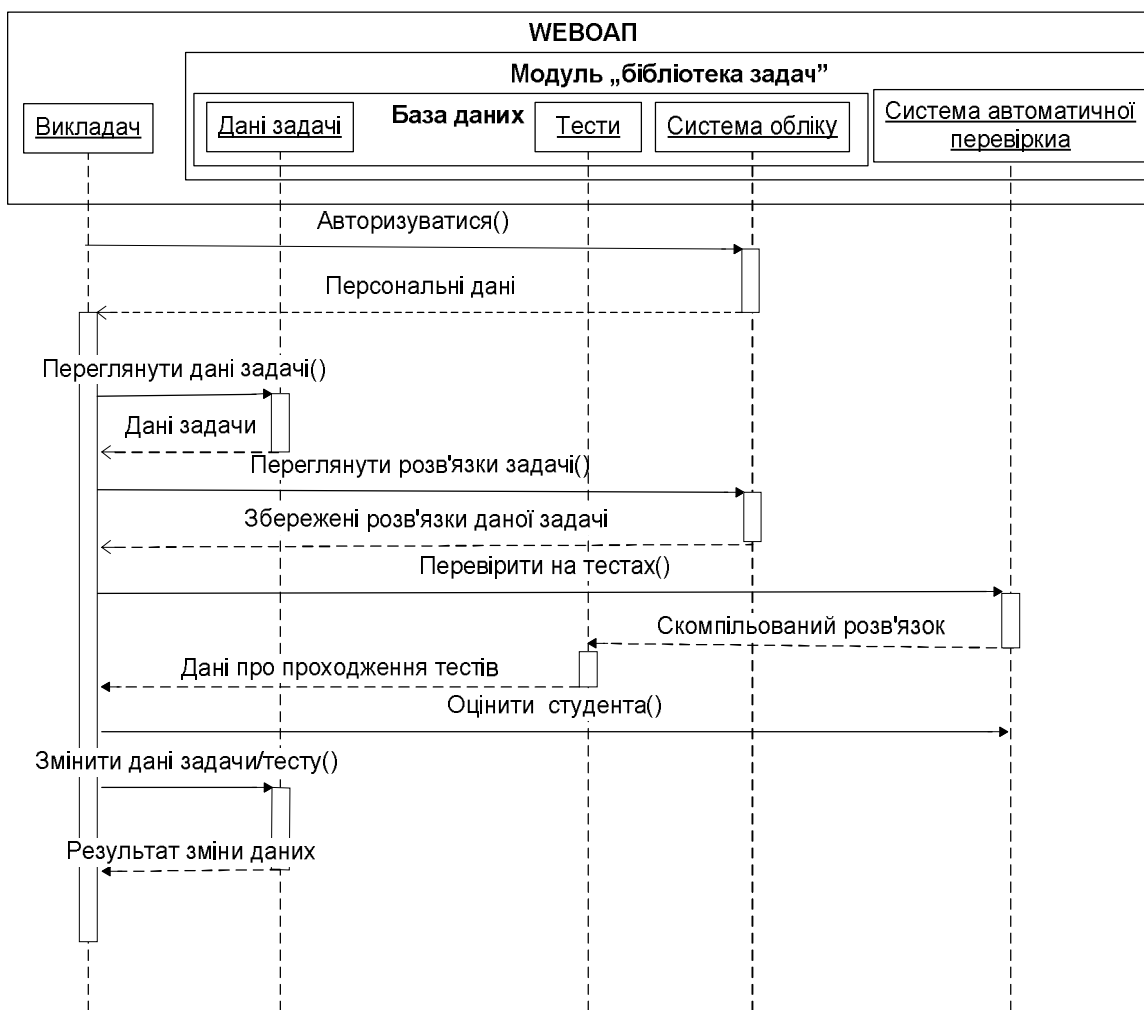 WEBОАП
Модуль „бібліотека задач”
База даних
Викладач
Дані задачі
Тести
Система обліку
Система автоматичної
перевіркиа
Авторизуватися()
Персональні дані
Переглянути дані задачі()
Дані задачи
Переглянути розв'язки задачі()
Збережені розв'язки даної задачі
Перевірити на тестах()
Скомпільований розв'язок
Дані про проходження тестів
Оцінити студента()
Змінити дані задачи/тесту()
Результат зміни даних